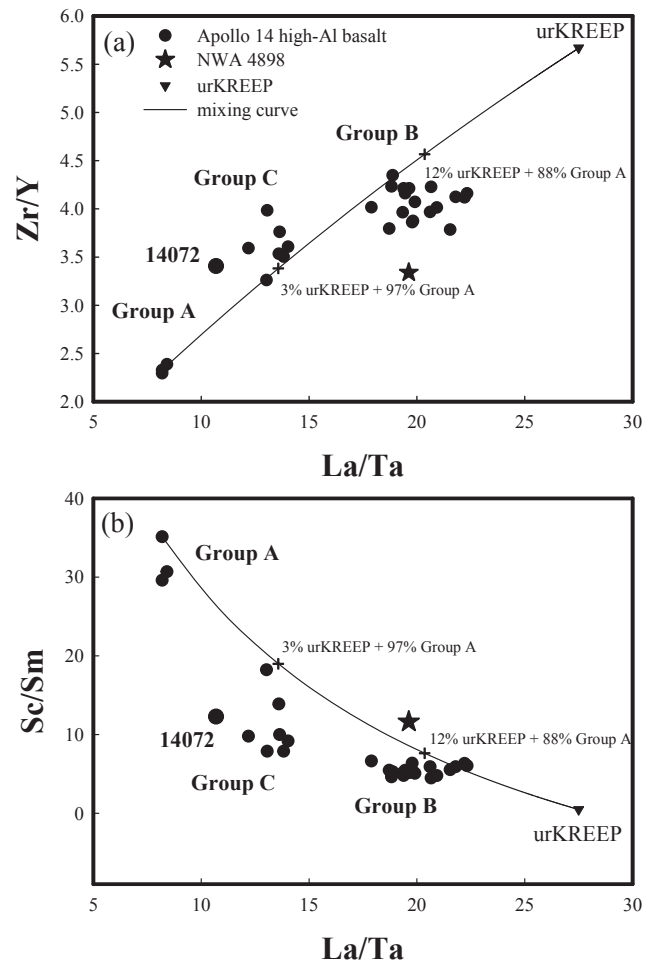 (a)
Apollo 14 high-Al basalt
NWA 4898
urKREEP
mixing curve
urKREEP
Group B
12% urKREEP + 88% Group A
Group C
14072
3% urKREEP + 97% Group A
Group A
6.0
5.5
5.0
4.5
4.0
3.5
3.0
2.5
2.0
Zr/Y
5 10 15 20 25 30
La/Ta
(b)
Group A
3% urKREEP + 97% Group A
14072
12% urKREEP + 88% Group A
Group C
Group B
urKREEP
40
30
20
10
0
Sc/Sm
5 10 15 20 25 30
La/Ta